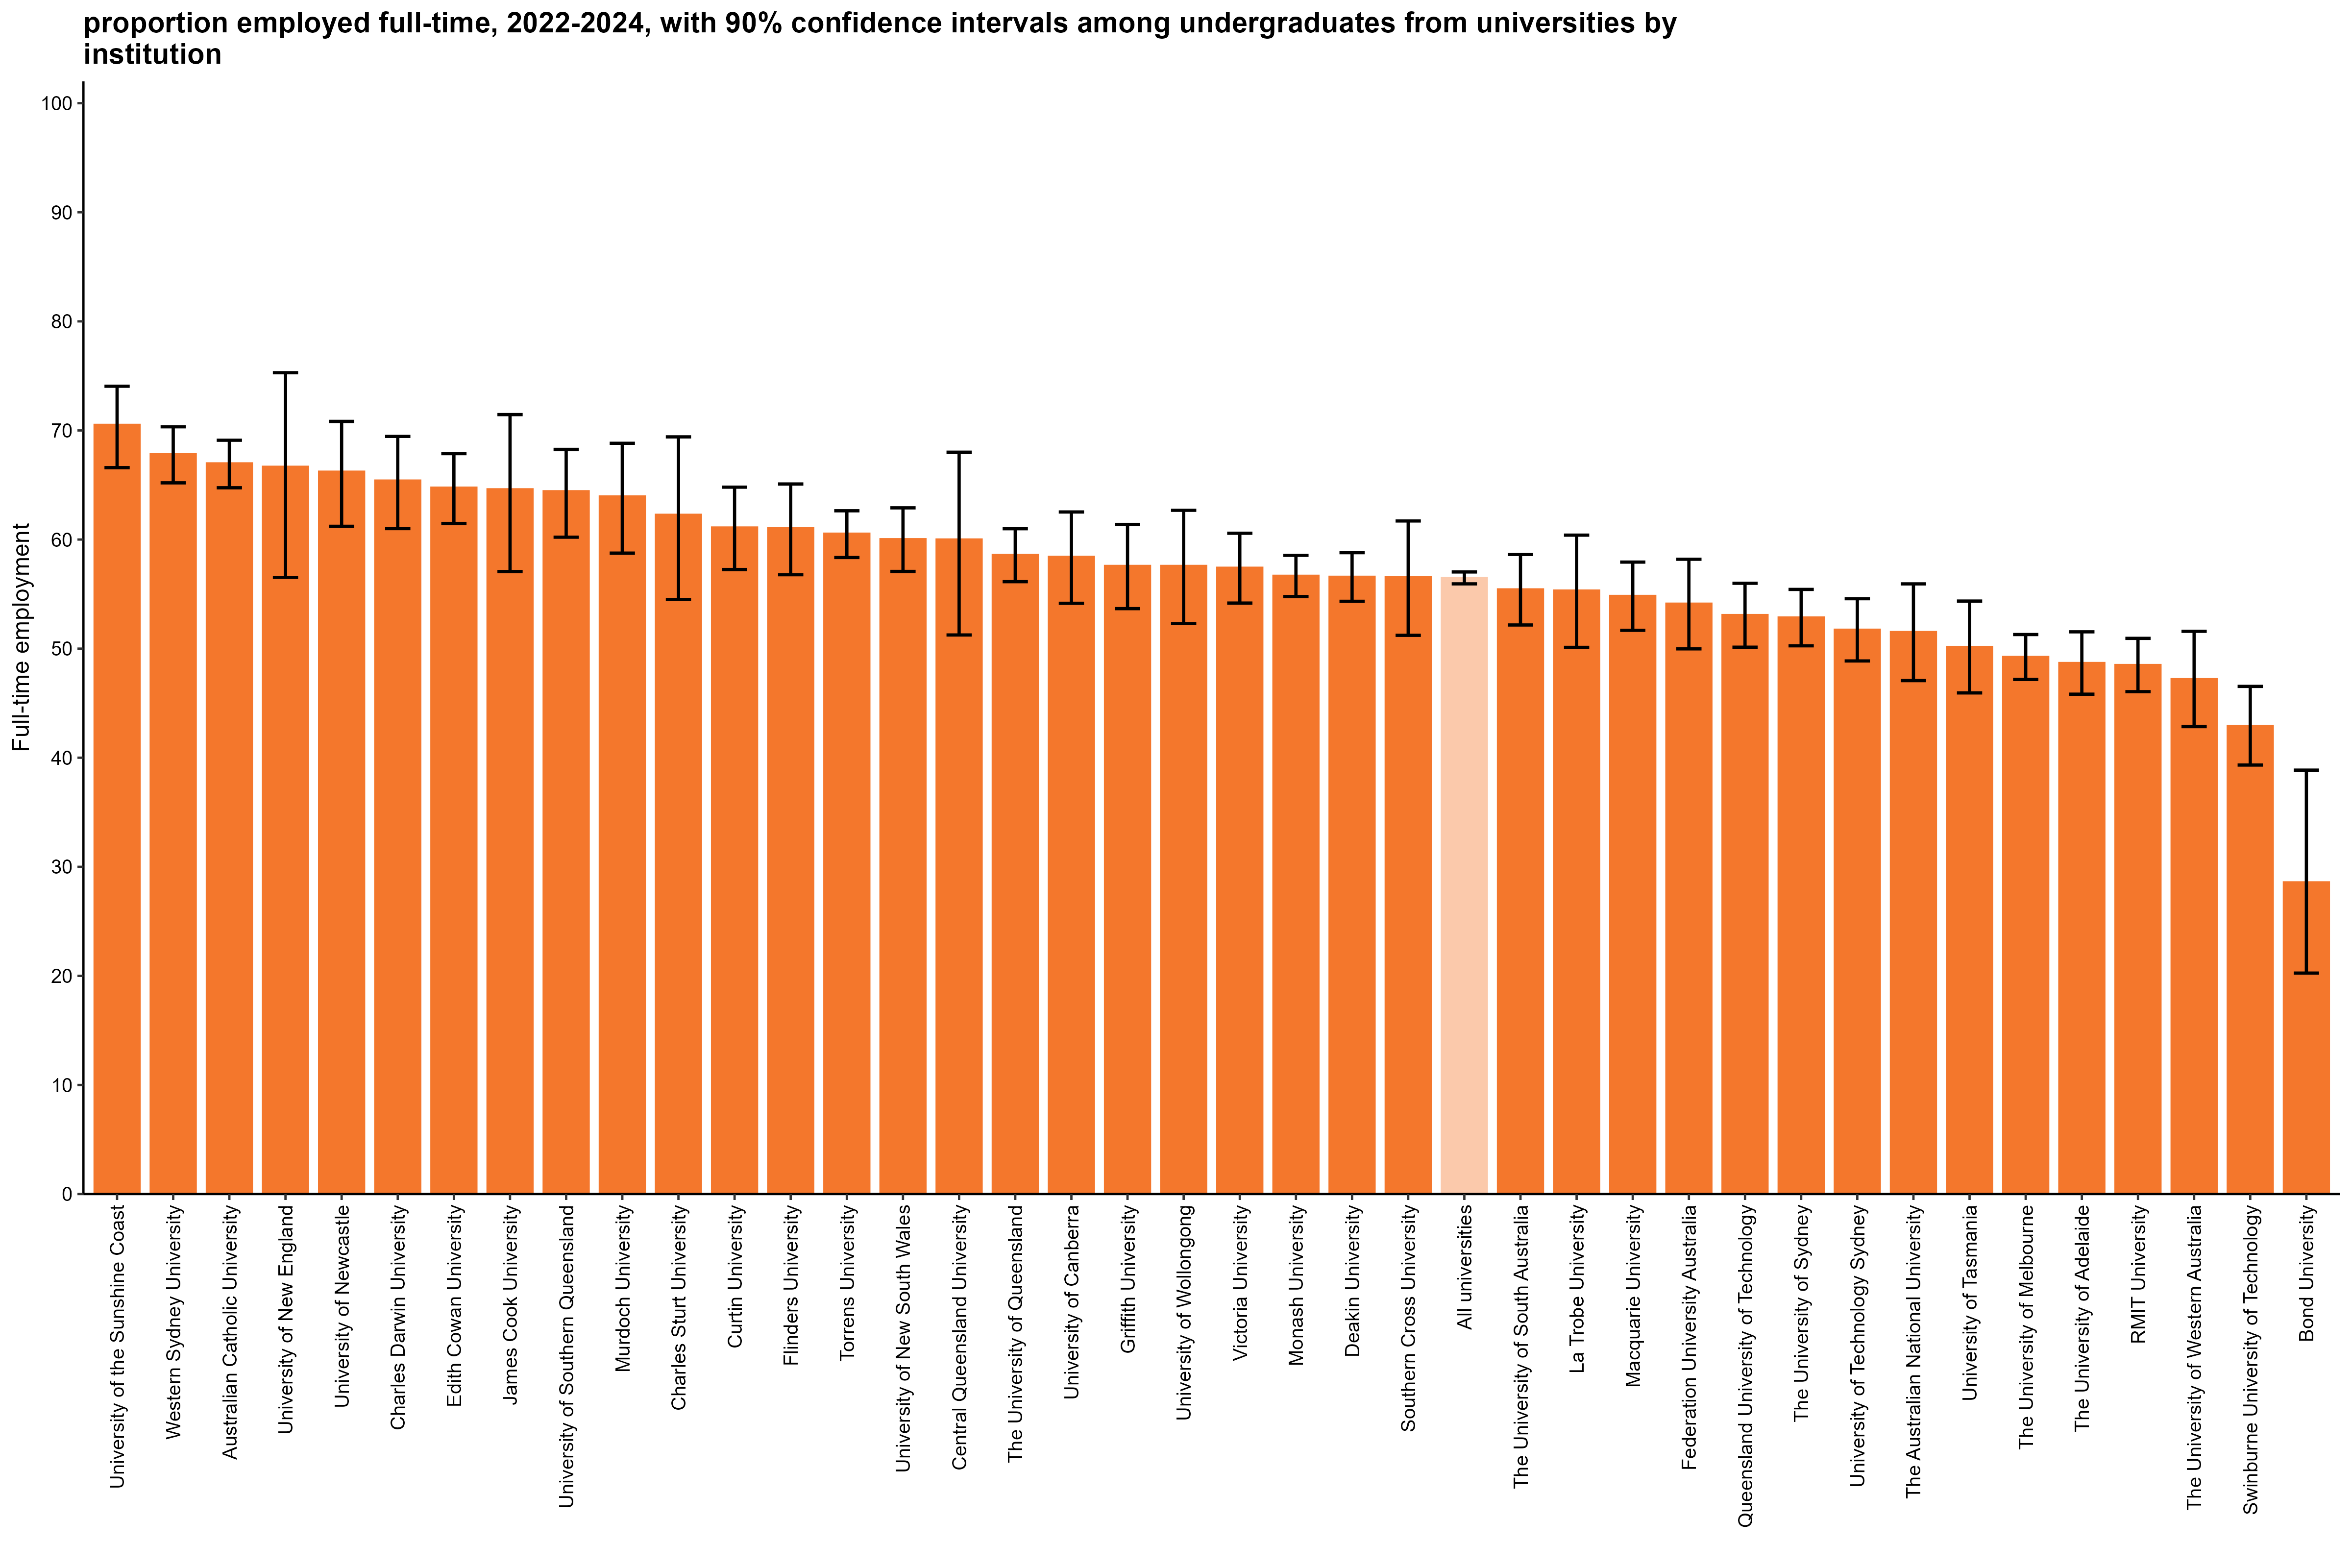 proportion employed full-time, 2022-2024, with 90% confidence intervals among undergraduates from universities by
institution
Full-time employment
100
90
80
70
60
50
40
30
20
10
0
University of the Sunshine Coast
Western Sydney University
Australian Catholic University
University of New England
University of Newcastle
Charles Darwin University
Edith Cowan University
James Cook University
University of Southern Queensland
Murdoch University
Charles Sturt University
Curtin University
Flinders University
Torrens University
University of New South Wales
Central Queensland University
The University of Queensland
University of Canberra
Griffith University
University of Wollongong
Victoria University
Monash University
Deakin University
Southern Cross University
All universities
The University of South Australia
La Trobe University
Macquarie University
Federation University Australia
Queensland University of Technology
The University of Sydney
University of Technology Sydney
The Australian National University
University of Tasmania
The University of Melbourne
The University of Adelaide
RMIT University
The University of Western Australia
Swinburne University of Technology
Bond University